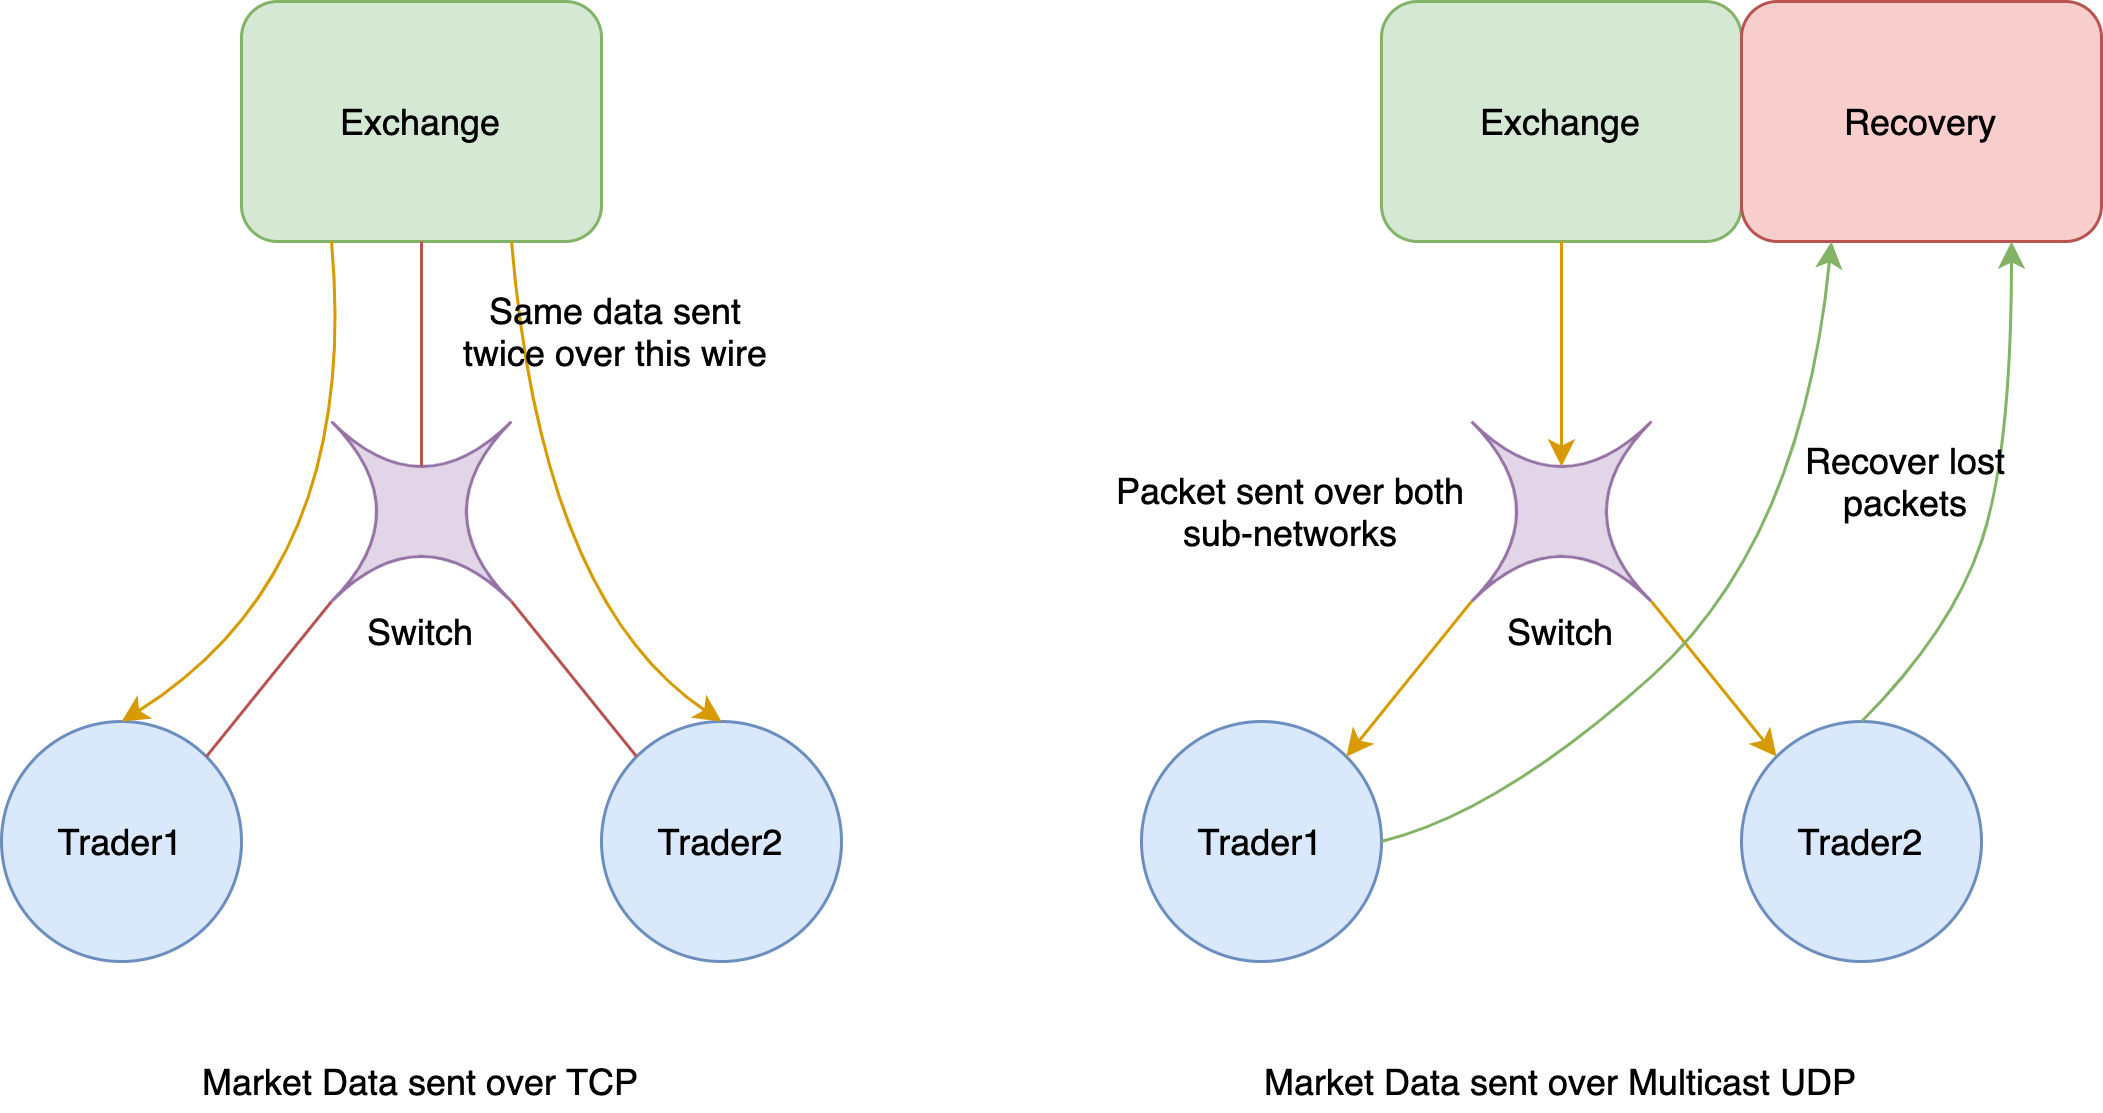 Exchange
Same data sent
twice over this wire
Switch
Trader1
Trader2
Market Data sent over TCP
Exchange
Recovery
Packet sent over both
sub-networks
Recover lost
packets
Switch
Trader1
Trader2
Market Data sent over Multicast UDP